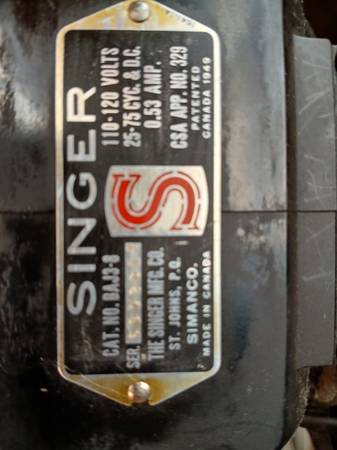 SINGER
CAT. NO. BAJ3-8
SER.
THE SINGER MFG. CO.
ST. JOHNS, P.Q.
SIMANCO.
MADE IN CANADA
S
110-120 VOLTS
25-75 CYC. & D.C.
0.53 AMP.
CSA APP. NO. 329
PATENTED
CANADA 1949